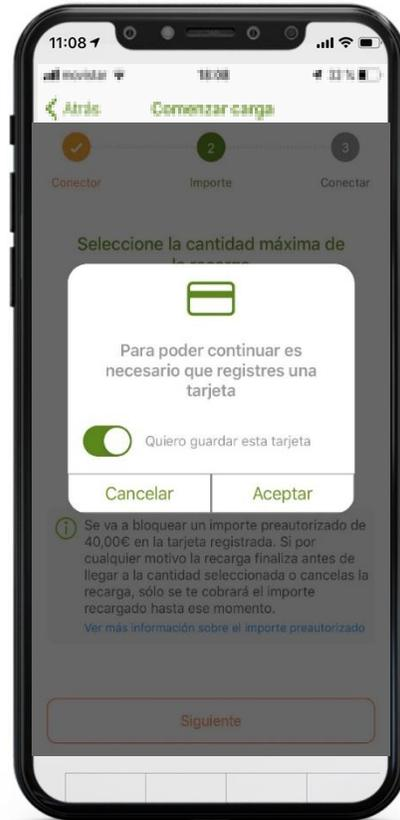 11:08
movistar 18:08 32 %
Atrás Comenzar carga
2 3
Conector Importe Conectar
Seleccione la cantidad máxima de
la recarga
Para poder continuar es
necesario que registres una
tarjeta
Quiero guardar esta tarjeta
Cancelar Aceptar
Se va a bloquear un importe preautorizado de
40,00€ en la tarjeta registrada. Si por
cualquier motivo la recarga finaliza antes de
llegar a la cantidad seleccionada o cancelas la
recarga, sólo se te cobrará el importe
recargado hasta ese momento.
Ver más información sobre el importe preautorizado
Siguiente